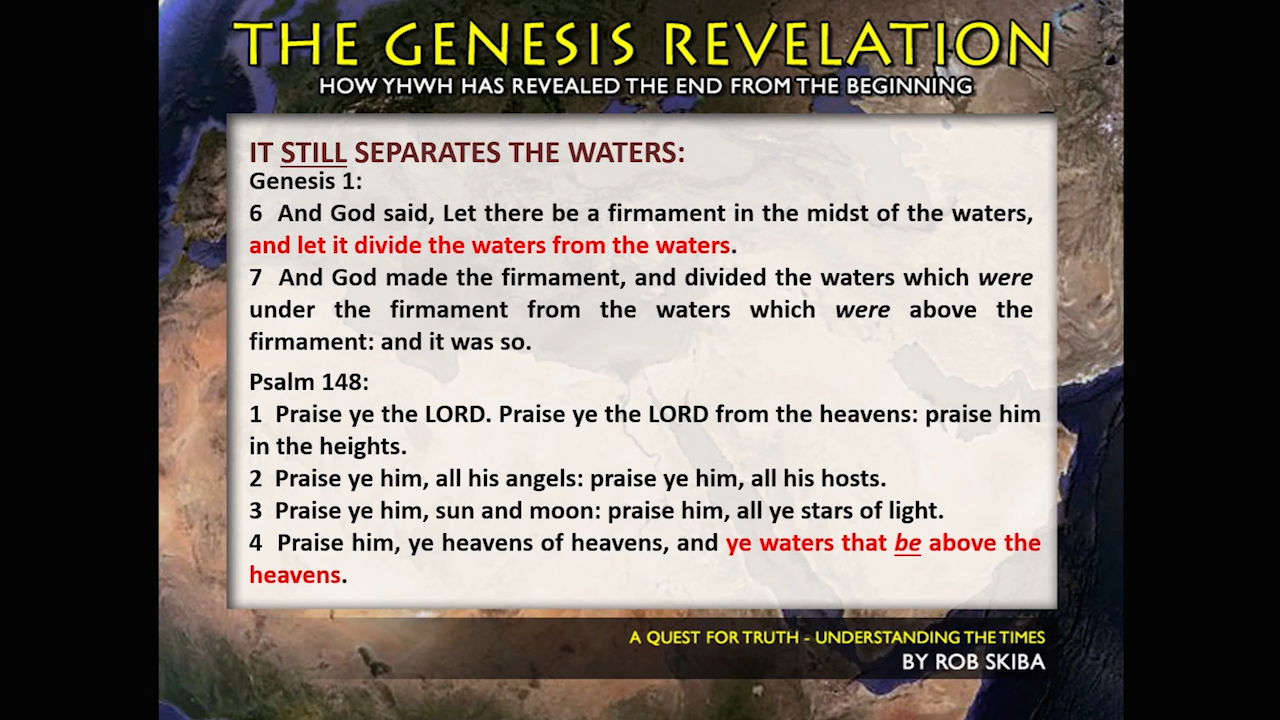 THE GENESIS REVELATION
HOW YHWH HAS REVEALED THE END FROM THE BEGINNING
IT STILL SEPARATES THE WATERS:
Genesis 1:
6 And God said, Let there be a firmament in the midst of the waters,
and let it divide the waters from the waters.
7 And God made the firmament, and divided the waters which were
under the firmament from the waters which were above the
firmament: and it was so.
Psalm 148:
1 Praise ye the LORD. Praise ye the LORD from the heavens: praise him
in the heights.
2 Praise ye him, all his angels: praise ye him, all his hosts.
3 Praise ye him, sun and moon: praise him, all ye stars of light.
4 Praise him, ye heavens of heavens, and ye waters that be above the
heavens.
A QUEST FOR TRUTH - UNDERSTANDING THE TIMES
BY ROB SKIBA